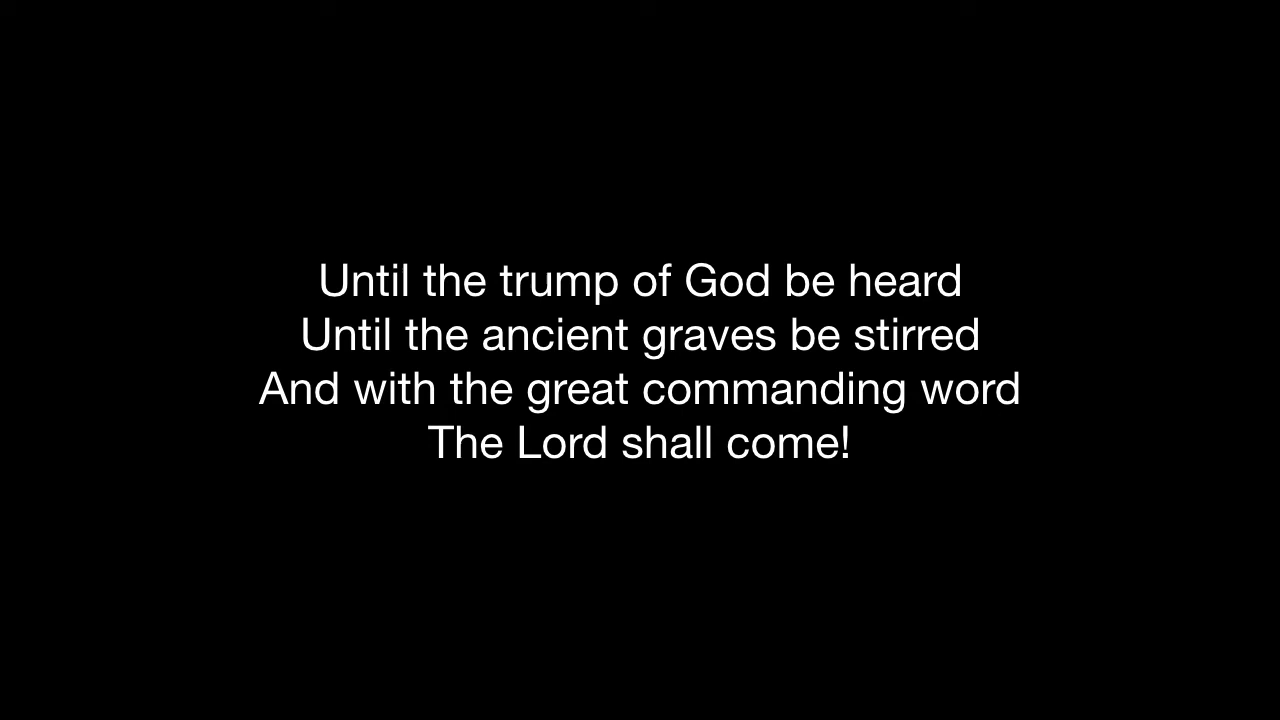 Until the trump of God be heard
Until the ancient graves be stirred
And with the great commanding word
The Lord shall come!